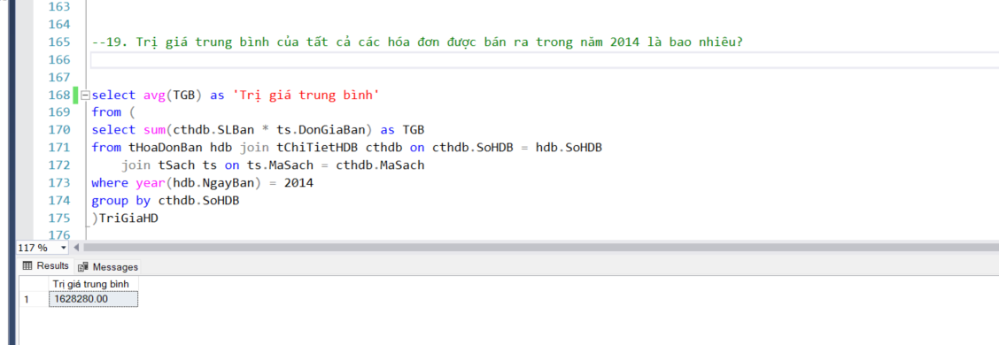 163
164
165 --19. Trị giá trung bình của tất cả các hóa đơn được bán ra trong năm 2014 là bao nhiêu?
166
167
168 select avg(TGB) as 'Trị giá trung bình'
169 from (
170 select sum(cthdb.SLBan * ts.DonGiaBan) as TGB
171 from tHoaDonBan hdb join tChiTietHDB cthdb on cthdb.SoHDB = hdb.SoHDB
172 join tSach ts on ts.MaSach = cthdb.MaSach
173 where year(hdb.NgayBan) = 2014
174 group by cthdb.SoHDB
175 )TriGiaHD
176
117 %
Results Messages
Trị giá trung bình
1 1628280.00